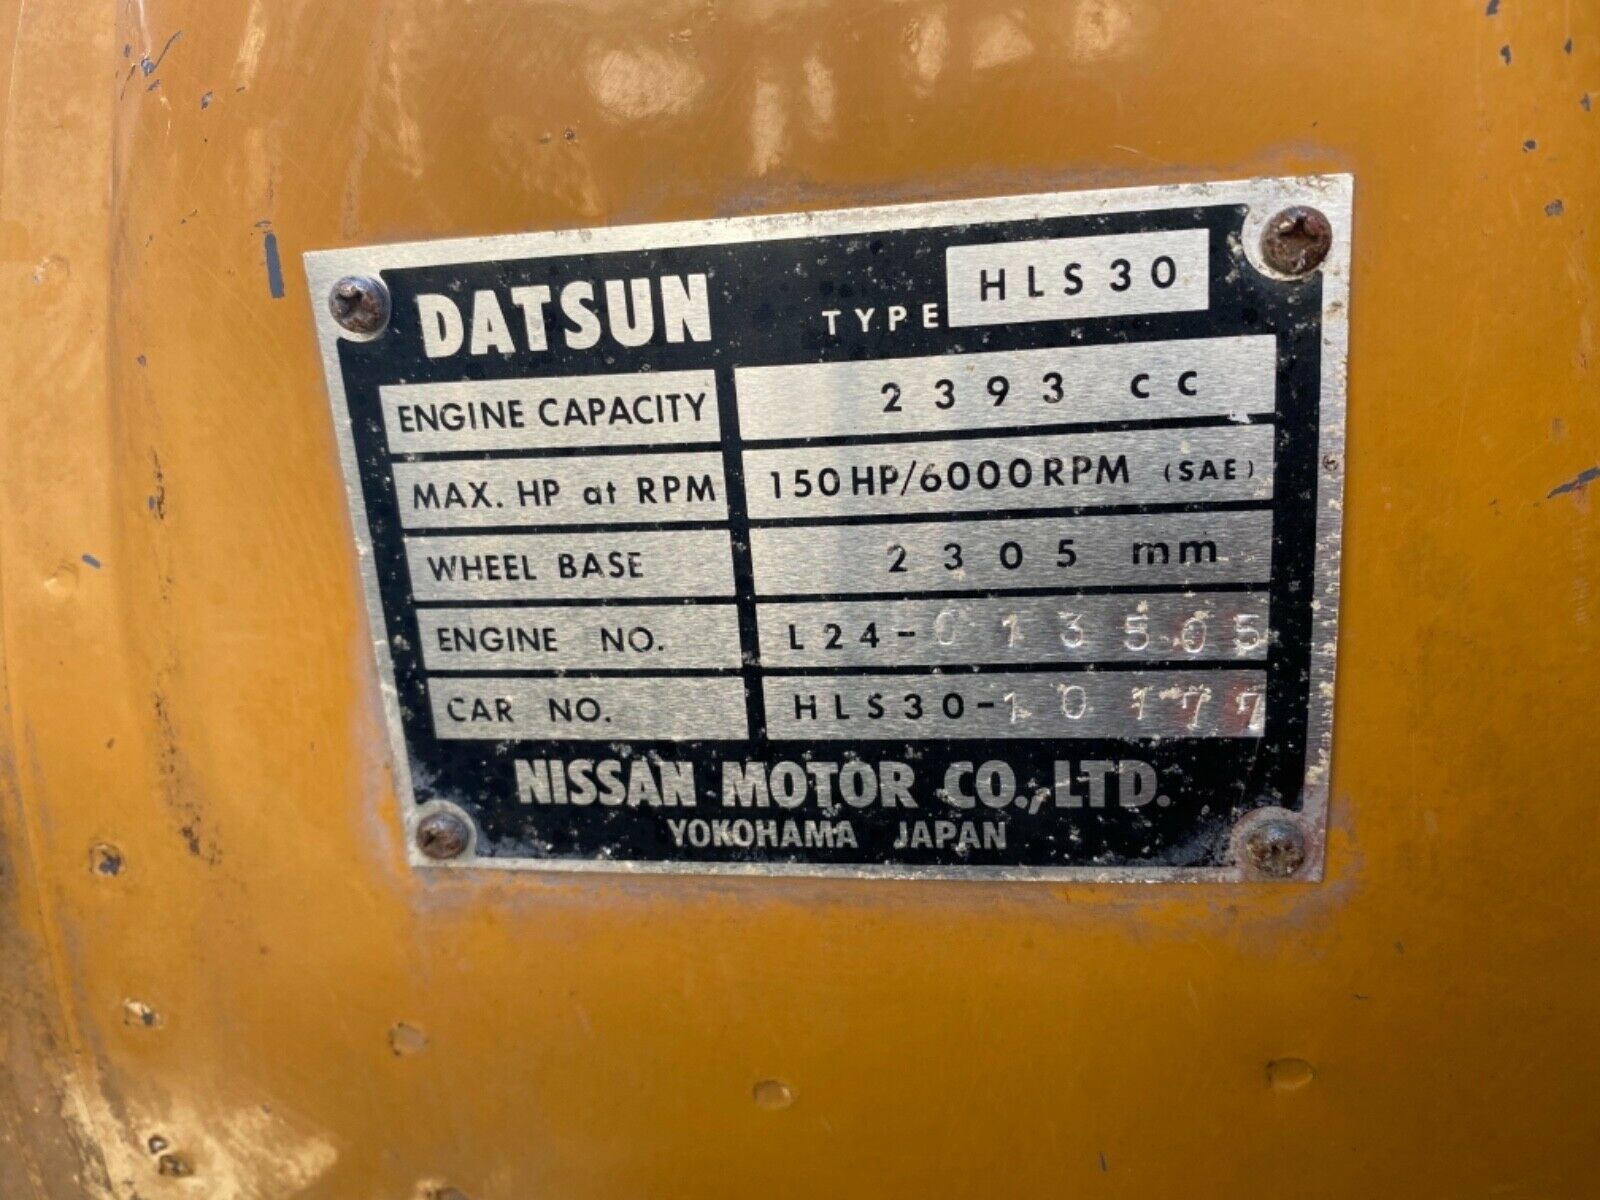 DATSUN TYPE HLS30
ENGINE CAPACITY 2393 CC
MAX. HP at RPM 150HP/6000RPM (SAE)
WHEEL BASE 2305 mm
ENGINE NO. L24-013505
CAR NO. HLS30-10177
NISSAN MOTOR CO., LTD.
YOKOHAMA JAPAN